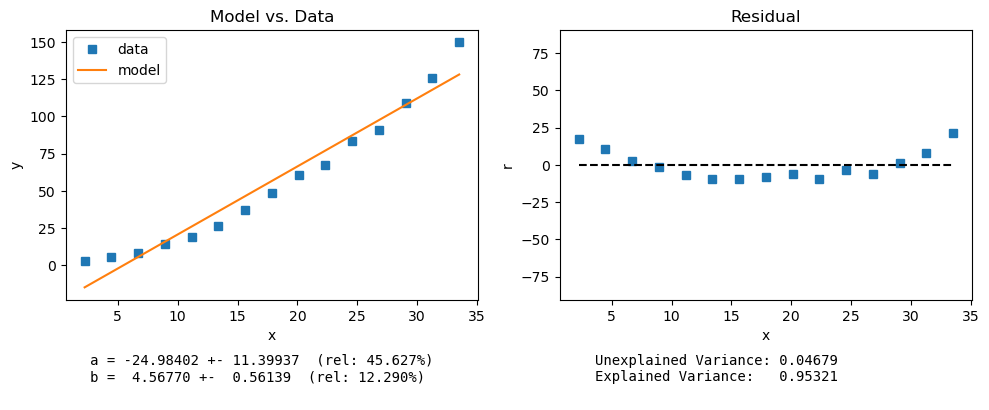 Model vs. Data
data
model
150
125
100
75
50
25
0
y
5
10
15
20
25
30
35
x
a = -24.98402 +- 11.39937  (rel: 45.627%)
b =  4.56770 +-  0.56139  (rel: 12.290%)
Residual
75
50
25
0
−25
−50
−75
r
5
10
15
20
25
30
35
x
Unexplained Variance: 0.04679
Explained Variance:   0.95321